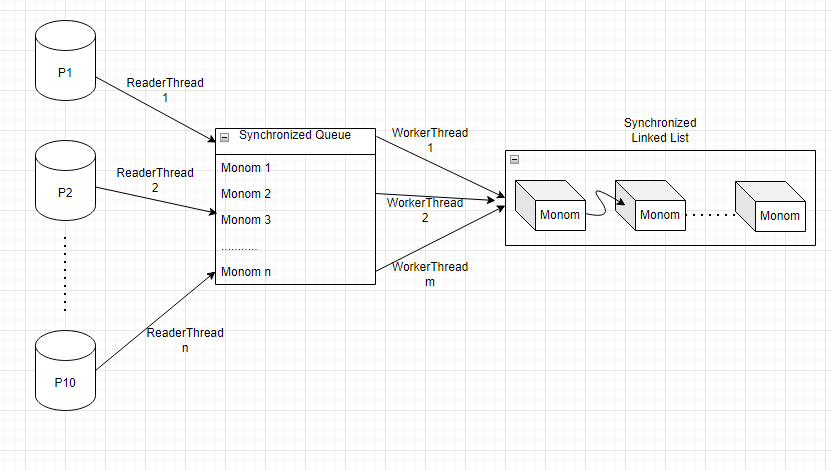 P1
ReaderThread
1
P2
ReaderThread
2
P10
ReaderThread
n
Synchronized Queue
Monom 1
Monom 2
Monom 3
............
Monom n
WorkerThread
1
WorkerThread
2
WorkerThread
m
Synchronized
Linked List
Monom
Monom
Monom